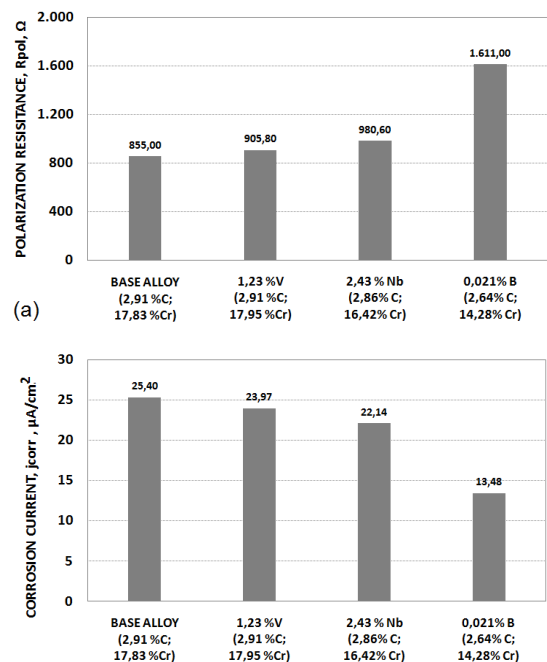 POLARIZATION RESISITANCE, Rpol, Ω
2.000
1.600
1.200
800
400
0
855,00
905,80
980,60
1.611,00
BASE ALLOY
(2,91 %C;
17,83 %Cr)
1,23 %V
(2,91 %C;
17,95 %Cr)
2,43 % Nb
(2,86 % C;
16,42 % Cr)
0,021% B
(2,64 % C;
14,28% Cr)
(a)
CORROSION CURRENT, jcorr , µA/cm²
30
25
20
15
10
5
0
25,40
23,97
22,14
13,48
BASE ALLOY
(2,91 %C;
17,83 %Cr)
1,23 %V
(2,91 %C;
17,95 %Cr)
2,43 % Nb
(2,86 % C;
16,42 % Cr)
0,021% B
(2,64 % C;
14,28% Cr)